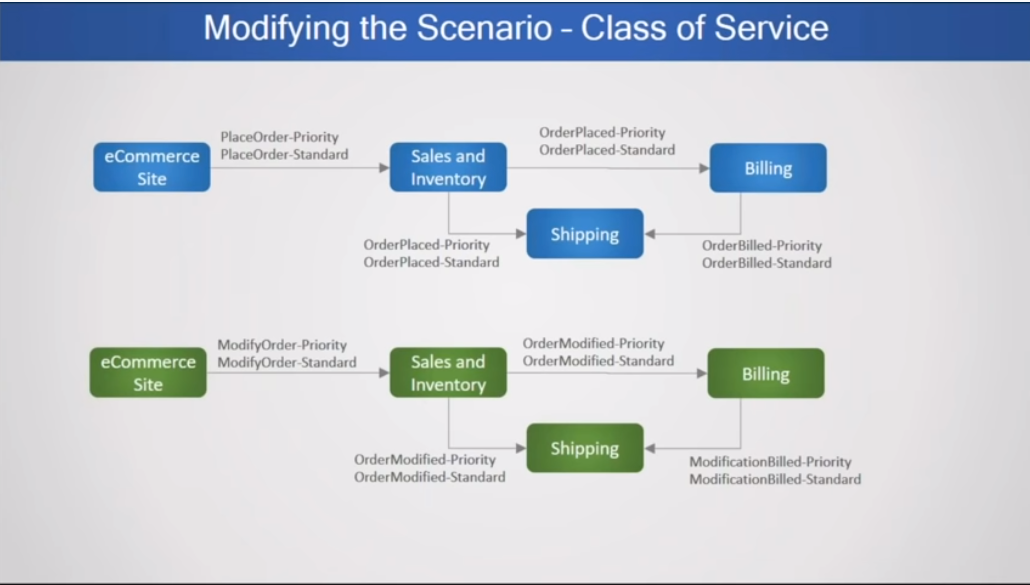 Modifying the Scenario - Class of Service
PlaceOrder-Priority
PlaceOrder-Standard
OrderPlaced-Priority
OrderPlaced-Standard
eCommerce
Site
Sales and
Inventory
Billing
Shipping
OrderPlaced-Priority
OrderPlaced-Standard
OrderBilled-Priority
OrderBilled-Standard
ModifyOrder-Priority
ModifyOrder-Standard
OrderModified-Priority
OrderModified-Standard
eCommerce
Site
Sales and
Inventory
Billing
Shipping
OrderModified-Priority
OrderModified-Standard
ModificationBilled-Priority
ModificationBilled-Standard